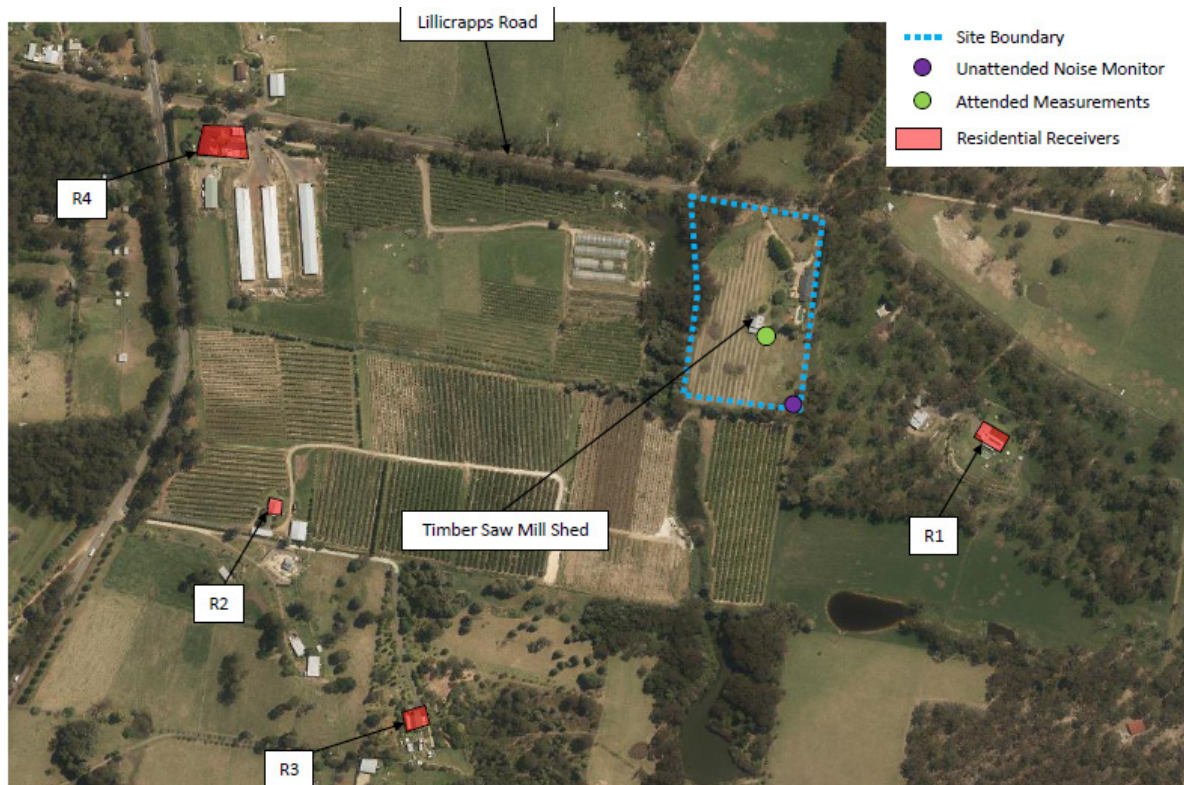 Lillicrapps Road
Site Boundary
Unattended Noise Monitor
Attended Measurements
Residential Receivers
R4
Timber Saw Mill Shed
R1
R2
R3